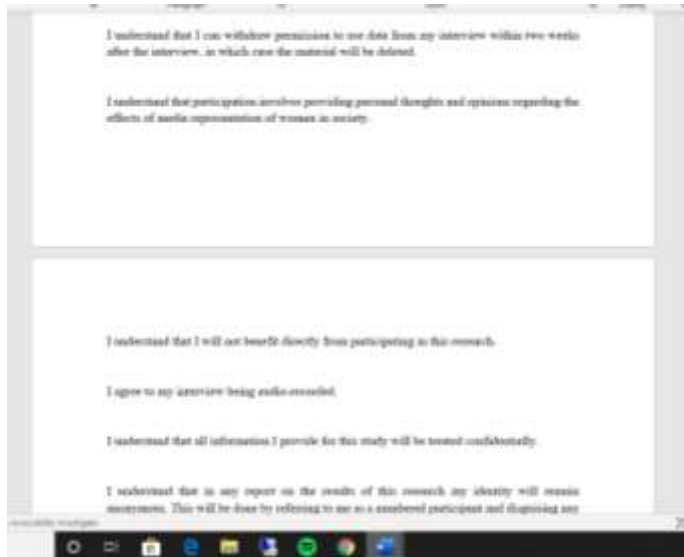 I understand that I can withdraw permission to use data from my interview within two weeks
after the interview, in which case the material will be deleted.
I understand that participation involves providing personal thoughts and opinions regarding the
effects of media representation of women in society.
I understand that I will not benefit directly from participating in this research.
I agree to my interview being audio-recorded.
I understand that all information I provide for this study will be treated confidentially.
I understand that in any report on the results of this research my identity will remain
anonymous. This will be done by referring to me as a numbered participant and disguising any